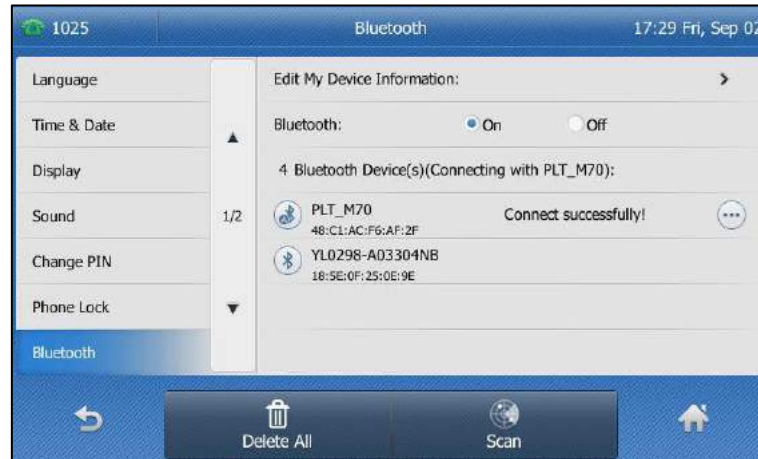 1025
Bluetooth
17:29 Fri, Sep 02
Language
Time & Date
Display
Sound
Change PIN
Phone Lock
Bluetooth
1/2
Edit My Device Information:
Bluetooth: On Off
4 Bluetooth Device(s)(Connecting with PLT_M70):
PLT_M70 Connect successfully!
48:C1:AC:F6:AF:2F
YL0298-A03304NB
18:5E:0F:25:0E:9E
Delete All
Scan